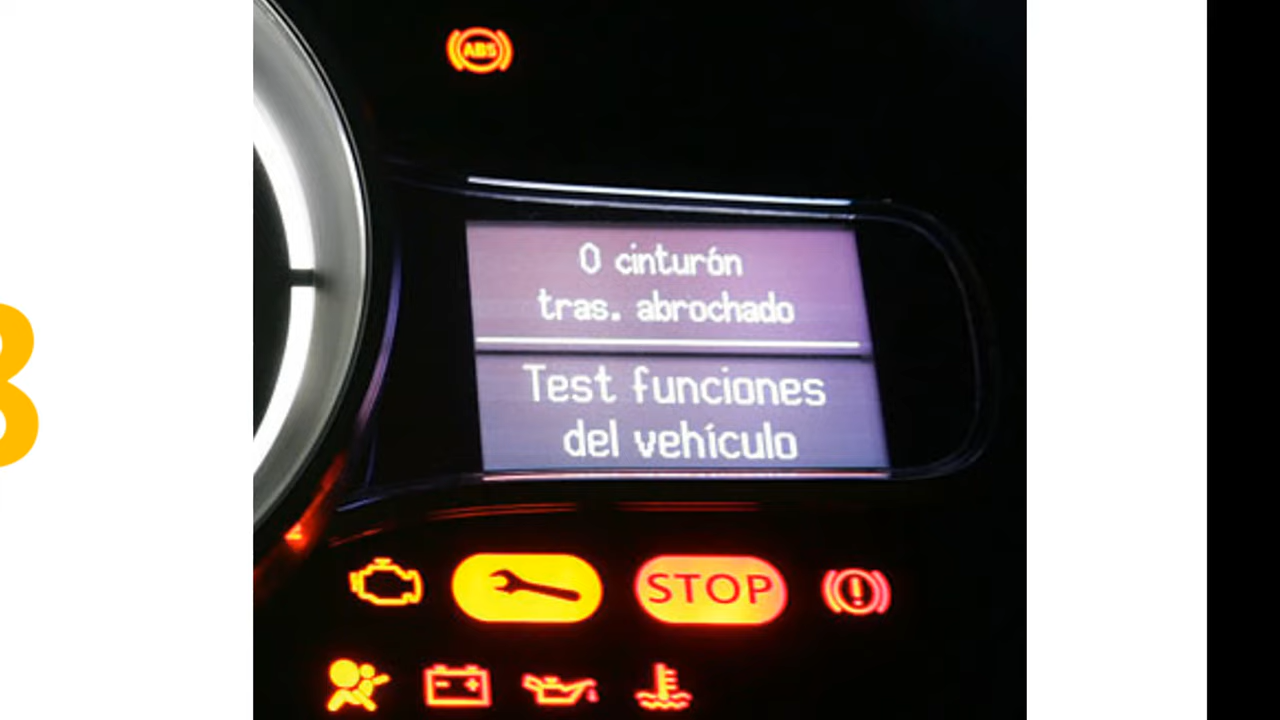 ABS
0 cinturón
tras. abrochado
Test funciones
del vehículo
STOP